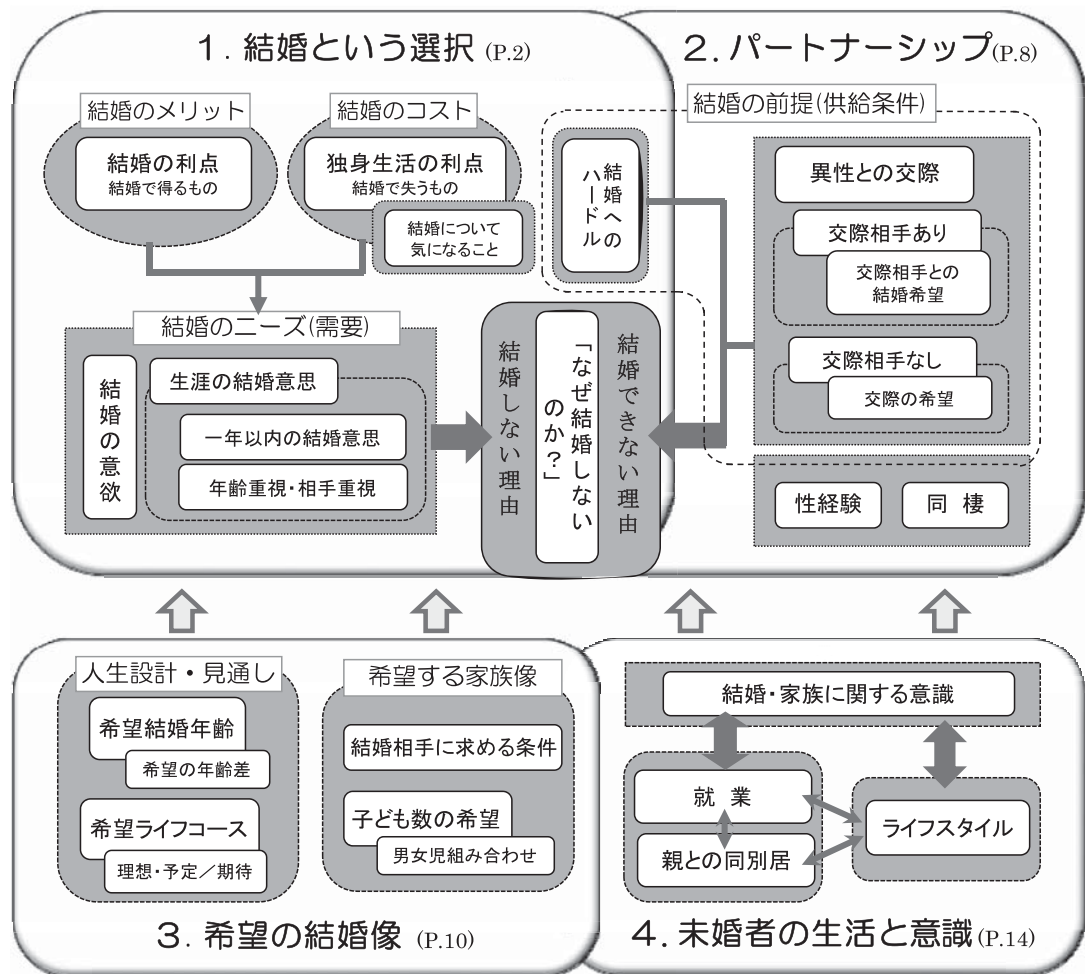 1. 結婚という選択 (P.2)
結婚のメリット
結婚の利点
結婚で得るもの
結婚のコスト
独身生活の利点
結婚で失うもの
結婚について
気になること
結婚のニーズ(需要)
結婚の意欲
生涯の結婚意思
一年以内の結婚意思
年齢重視・相手重視
2. パートナーシップ(P.8)
結婚の前提(供給条件)
結婚への
ハードル
異性との交際
交際相手あり
交際相手との
結婚希望
交際相手なし
交際の希望
性経験
同 棲
結婚できない理由
「なぜ結婚しない
のか?」
結婚しない理由
人生設計・見通し
希望結婚年齢
希望の年齢差
希望ライフコース
理想・予定／期待
希望する家族像
結婚相手に求める条件
子ども数の希望
男女児組み合わせ
3. 希望の結婚像 (P.10)
結婚・家族に関する意識
就 業
親との同別居
ライフスタイル
4. 未婚者の生活と意識(P.14)